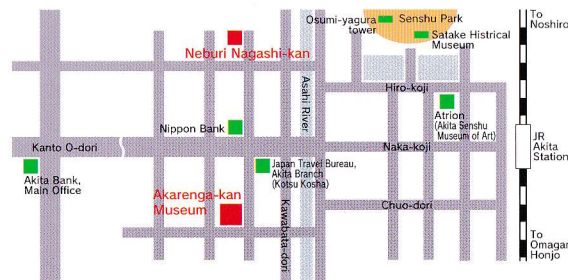 To
Noshiro
Osumi-yagura
tower
Senshu Park
Satake Histrical
Museum
Neburi Nagashi-kan
Asahi River
Hiro-koji
Nippon Bank
Atrion
(Akita Senshu
Museum of Art)
JR
Akita
Station
Kanto O-dori
Naka-koji
Akita Bank,
Main Office
Japan Travel Bureau,
Akita Branch
(Kotsu Kosha)
Akarenga-kan
Museum
Kawabata-dori
Chuo-dori
To
Omagari
Honjo